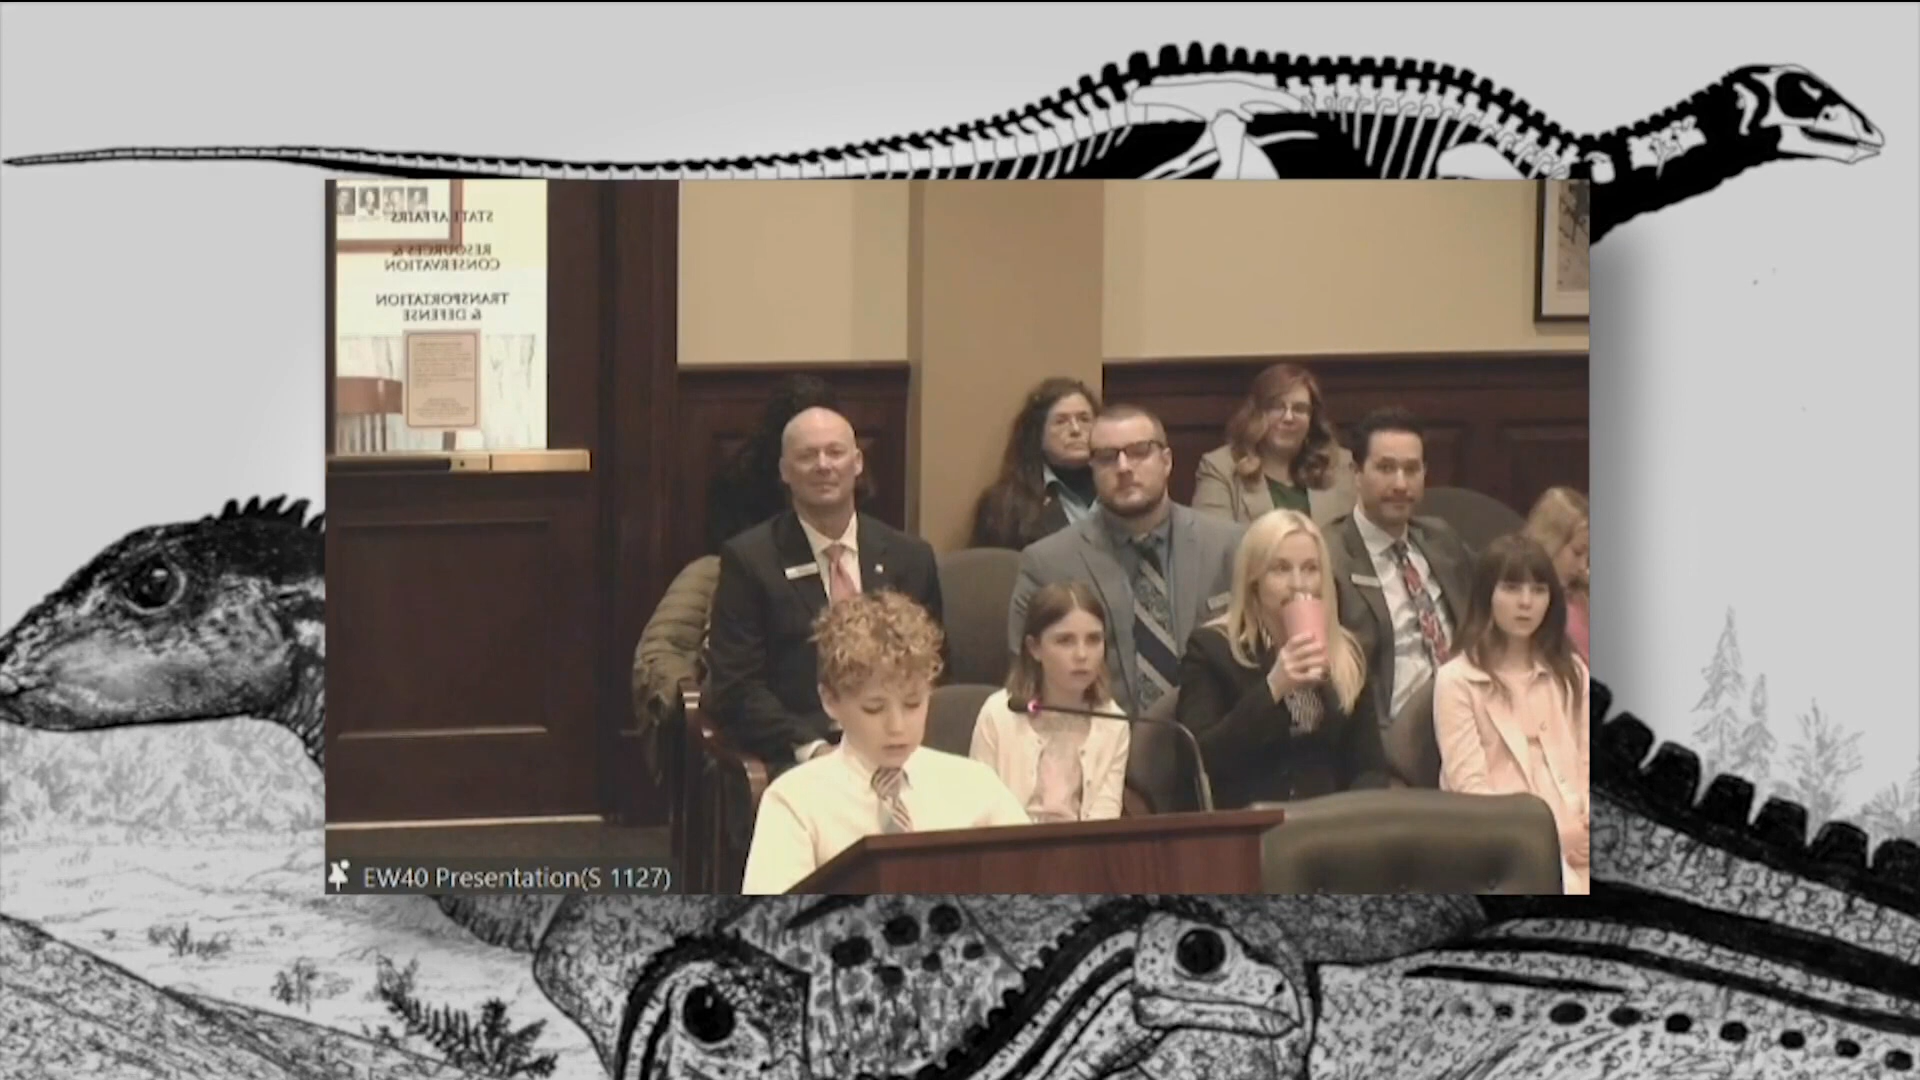 STATE AFFAIRS
RESOURCES &
CONSERVATION
TRANSPORTATION
& DEFENSE
EW40 Presentation(S 1127)